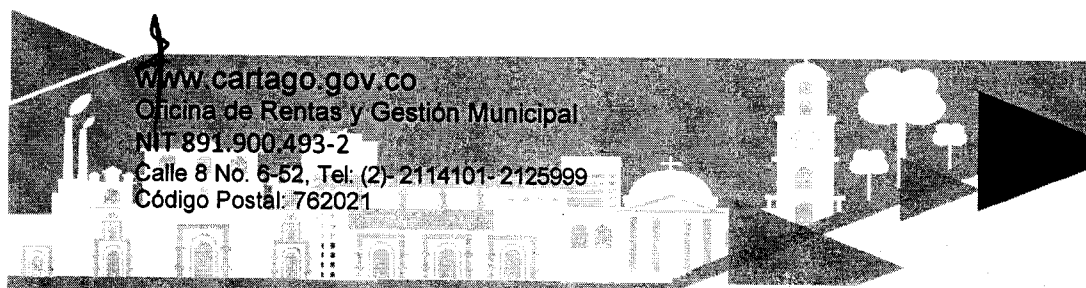 www.cartago.gov.co
Oficina de Rentas y Gestión Municipal
NIT 891.900.493-2
Calle 8 No. 6-52, Tel: (2)- 2114101- 2125999
Código Postal: 762021